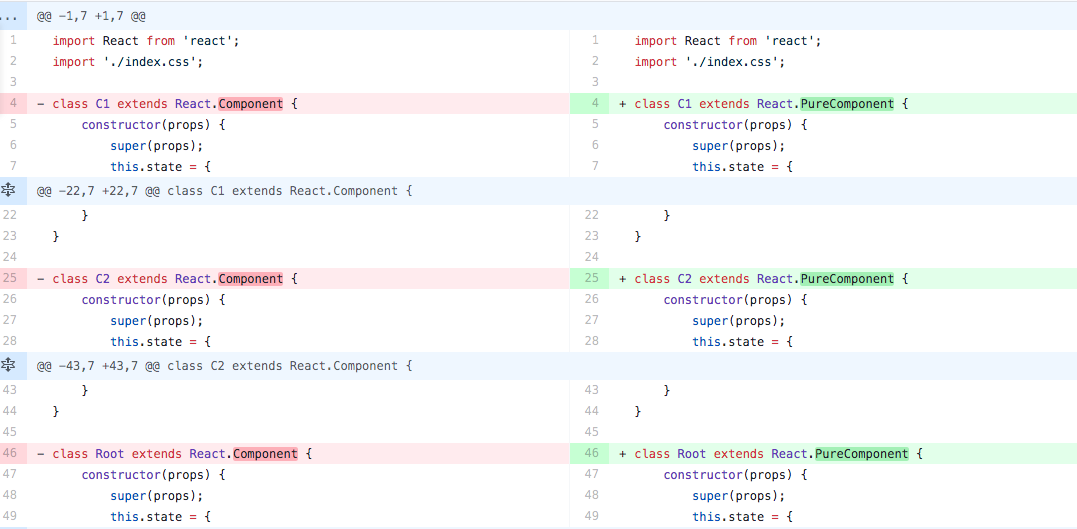 ... @@ -1,7 +1,7 @@
1 import React from 'react'; 1 import React from 'react';
2 import './index.css'; 2 import './index.css';
3 3
4 - class C1 extends React.Component { 4 + class C1 extends React.PureComponent {
5 constructor(props) { 5 constructor(props) {
6 super(props); 6 super(props);
7 this.state = { 7 this.state = {
@@ -22,7 +22,7 @@ class C1 extends React.Component {
22 } 22 }
23 } 23 }
24 24
25 - class C2 extends React.Component { 25 + class C2 extends React.PureComponent {
26 constructor(props) { 26 constructor(props) {
27 super(props); 27 super(props);
28 this.state = { 28 this.state = {
@@ -43,7 +43,7 @@ class C2 extends React.Component {
43 } 43 }
44 } 44 }
45 45
46 - class Root extends React.Component { 46 + class Root extends React.PureComponent {
47 constructor(props) { 47 constructor(props) {
48 super(props); 48 super(props);
49 this.state = { 49 this.state = {